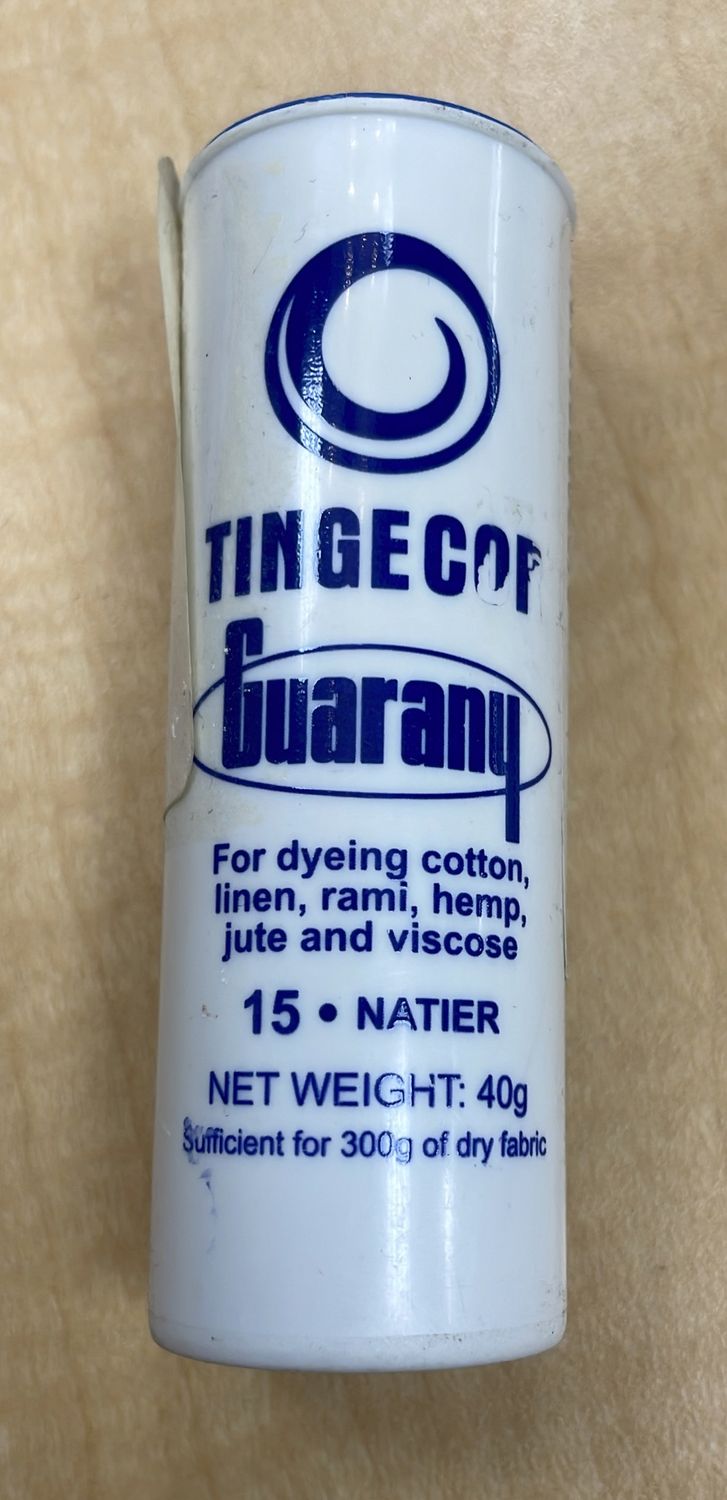 TINGECOR
Guarany
For dyeing cotton,
linen, rami, hemp,
jute and viscose
15 • NATIER
NET WEIGHT: 40g
Sufficient for 300g of dry fabric